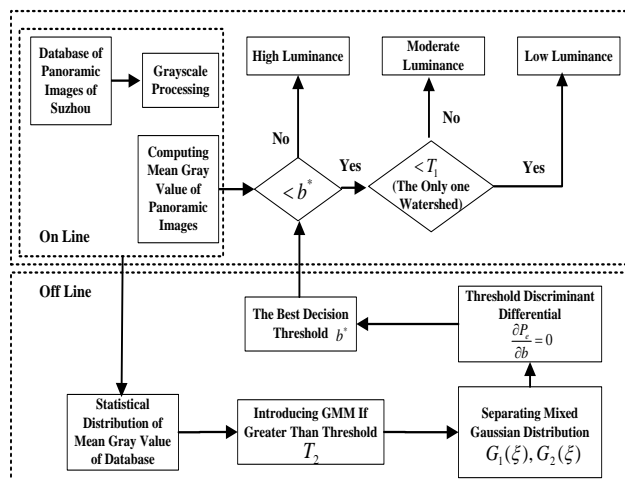 Database of
Panoramic
Images of
Suzhou
Grayscale
Processing
High Luminance
Moderate
Luminance
Low Luminance
No
No
Computing
Mean Gray
Value of
Panoramic
Images
< b*
Yes
< T₁
(The Only one
Watershed)
Yes
On Line
Off Line
The Best Decision
Threshold b*
Threshold Discriminant
Differential
∂Pₑ/∂b = 0
Statistical
Distribution of
Mean Gray Value
of Database
Introducing GMM If
Greater Than Threshold
T₂
Separating Mixed
Gaussian Distribution
G₁(ξ), G₂(ξ)